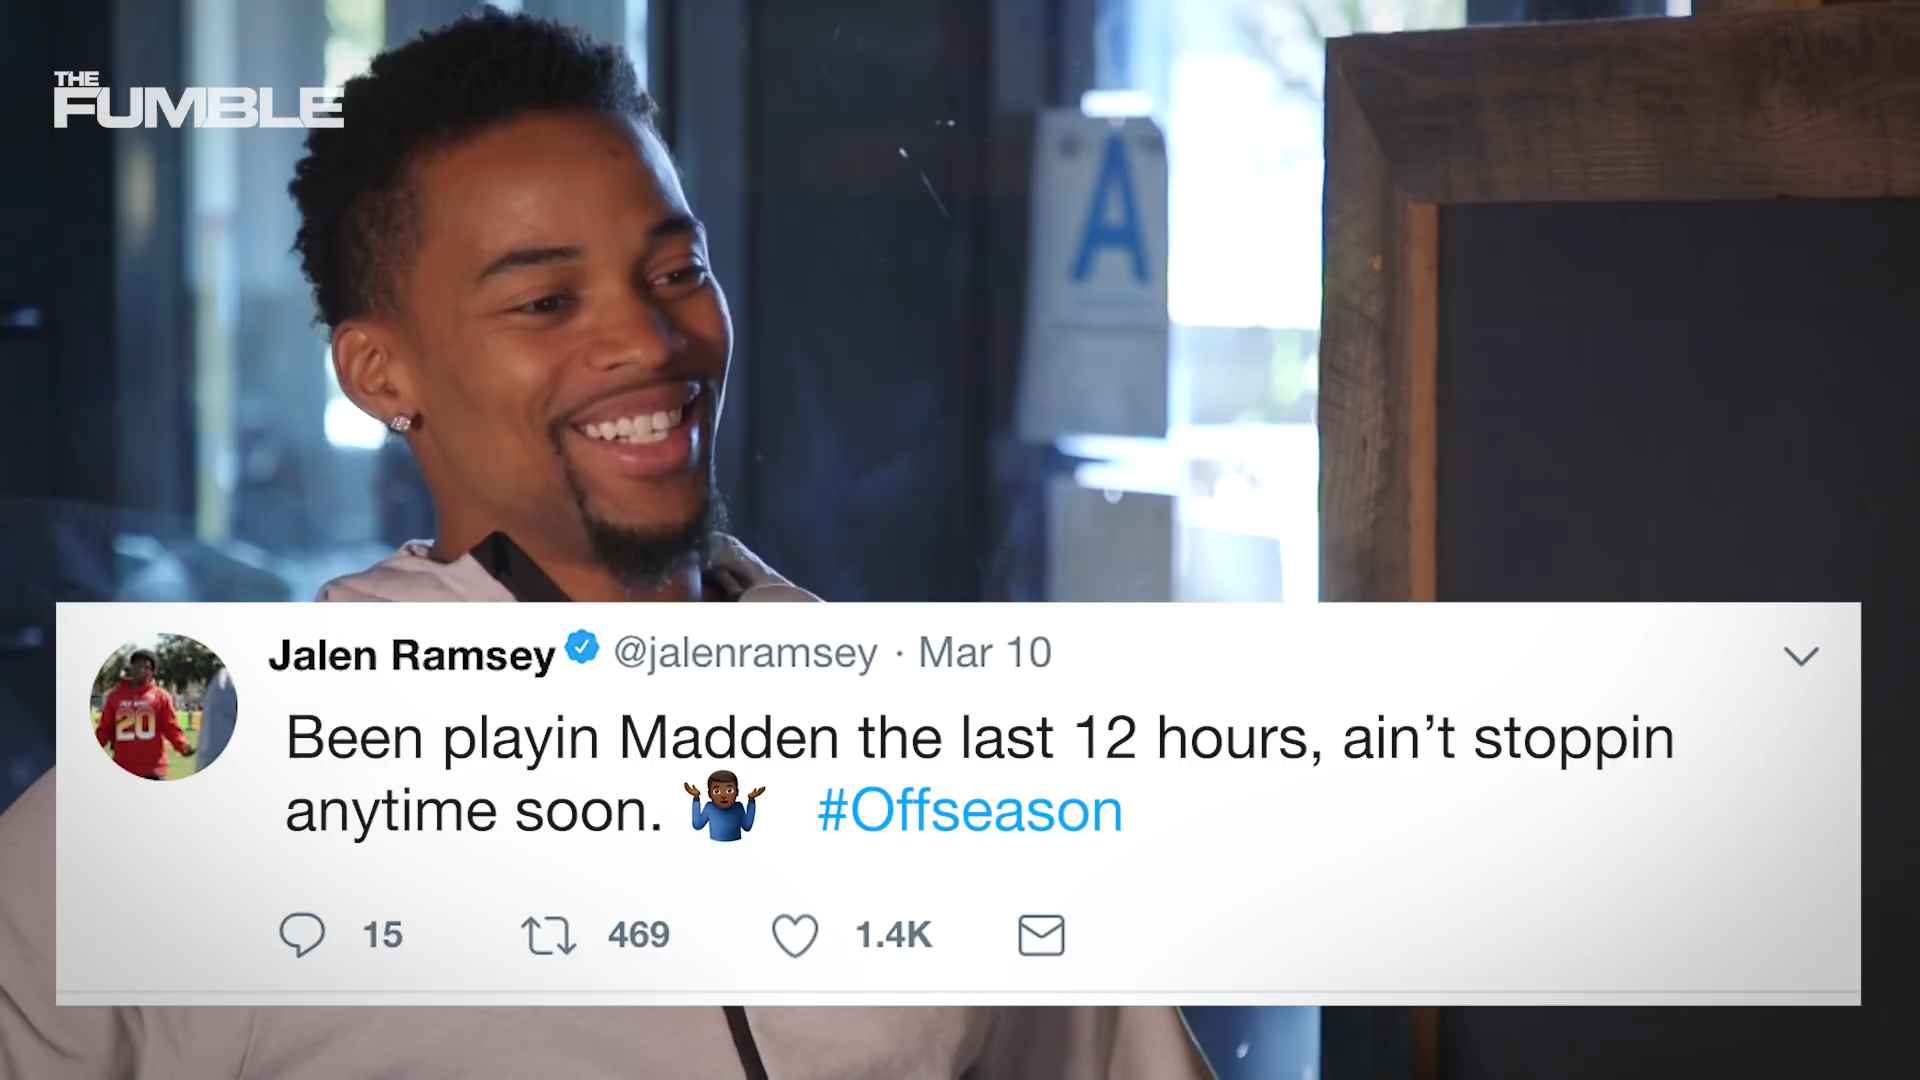 THE
FUMBLE
A
Jalen Ramsey @jalenramsey · Mar 10
20
Been playin Madden the last 12 hours, ain’t stoppin
anytime soon. 🤷🏿‍♂️ #Offseason
15 469 1.4K